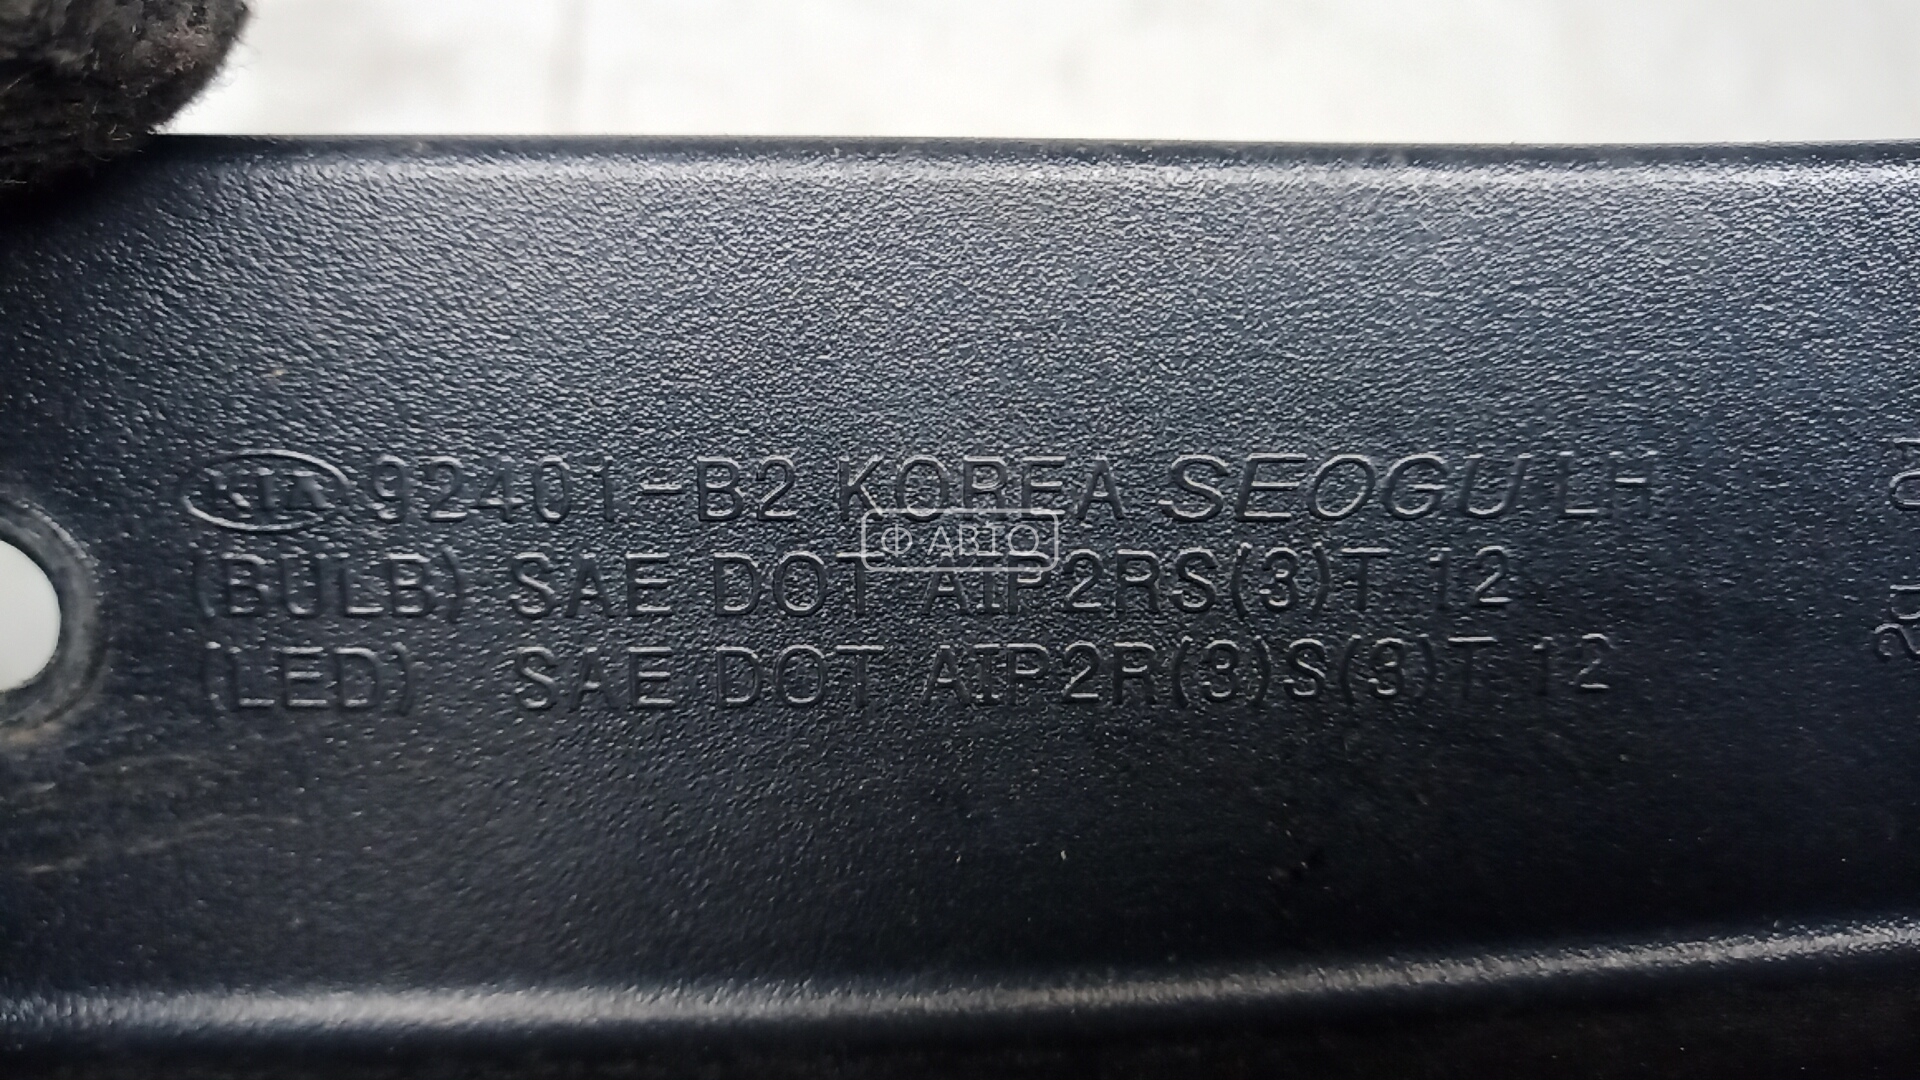 KIA 92401-B2 KOREA SEOGU LH
Ф АВТО
(BULB) SAE DOT AIP2RS(3)T 12
(LED) SAE DOT AIP2R(3)S(3)T 12